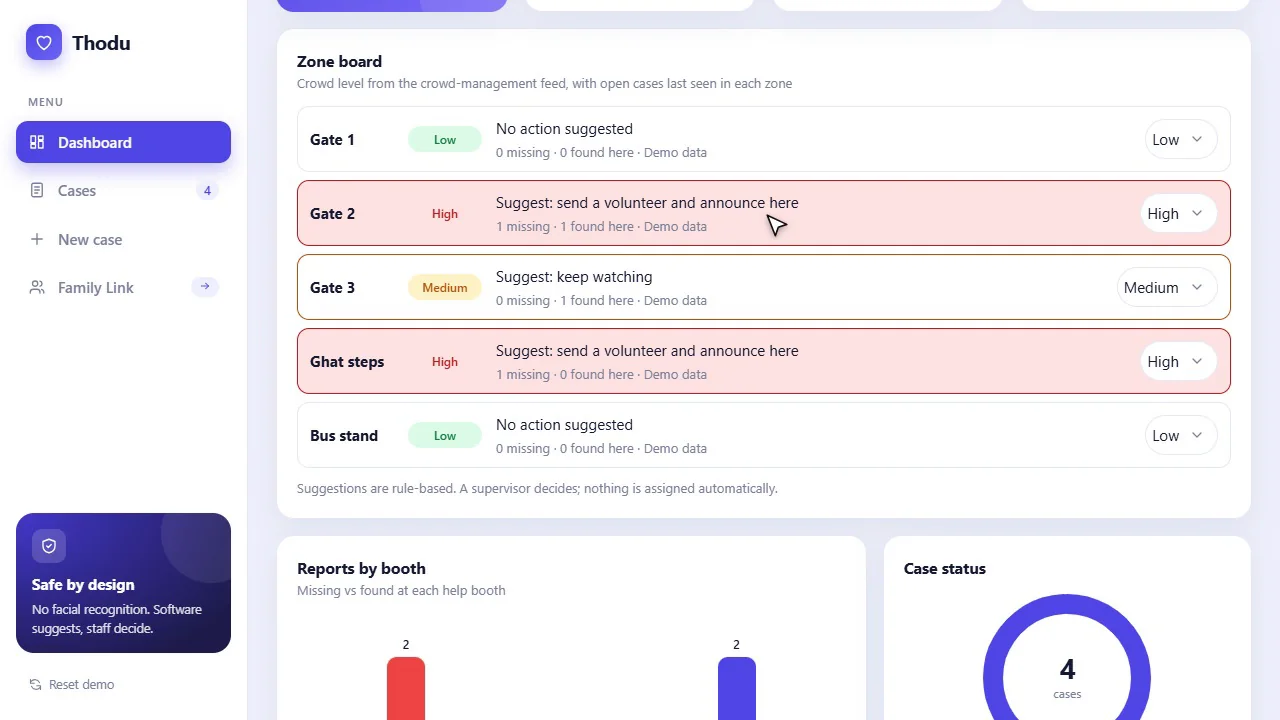 Thodu
MENU
Dashboard
Cases 4
New case
Family Link
Safe by design
No facial recognition. Software
suggests, staff decide.
Reset demo
Zone board
Crowd level from the crowd-management feed, with open cases last seen in each zone
Gate 1 Low No action suggested Low
0 missing · 0 found here · Demo data
Gate 2 High Suggest: send a volunteer and announce here High
1 missing · 1 found here · Demo data
Gate 3 Medium Suggest: keep watching Medium
0 missing · 1 found here · Demo data
Ghat steps High Suggest: send a volunteer and announce here High
1 missing · 0 found here · Demo data
Bus stand Low No action suggested Low
0 missing · 0 found here · Demo data
Suggestions are rule-based. A supervisor decides; nothing is assigned automatically.
Reports by booth
Missing vs found at each help booth
2 2
Case status
4
cases